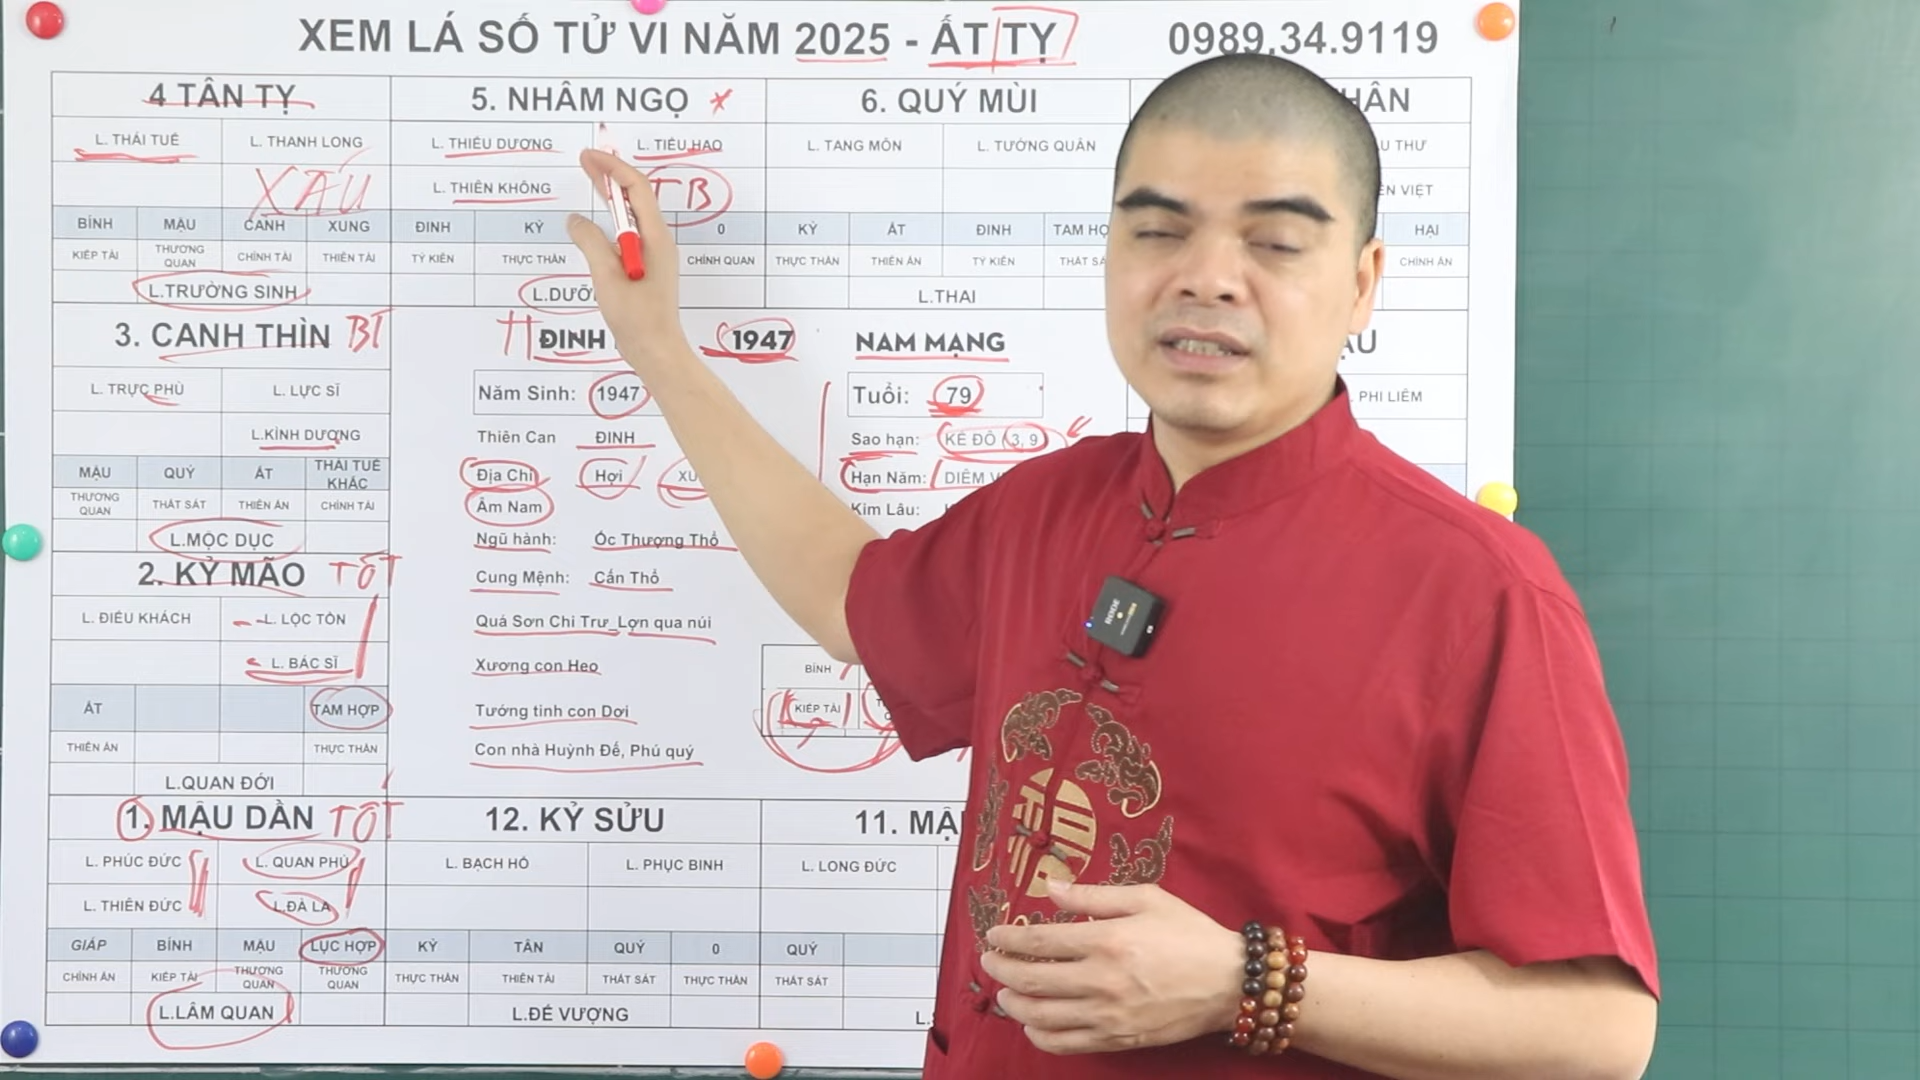 XEM LÁ SỐ TỬ VI NĂM 2025 - ẤT TỴ 0989.34.9119
4 TÂN TỴ
L. THÁI TUẾ L. THANH LONG
XẤU
BÍNH MẬU CANH XUNG
KIẾP TÀI THƯƠNG QUAN CHÍNH TÀI THIÊN TÀI
L.TRƯỜNG SINH
5. NHÂM NGỌ
L. THIẾU DƯƠNG L. TIỂU HAO
L. THIÊN KHÔNG TB
ĐINH KỶ 0
TỶ KIÊN THỰC THẦN CHÍNH QUAN
6. QUÝ MÙI
L. TANG MÔN L. TƯỚNG QUÂN
KỶ ẤT ĐINH
THỰC THẦN THIÊN ẤN TỶ KIÊN
L.THAI
HẠI
CHÍNH ẤN
3. CANH THÌN BT
L. TRỰC PHÙ L. LỰC SĨ
L.KÌNH DƯƠNG
MẬU QUÝ ẤT THÁI TUẾ KHẮC
THƯƠNG QUAN THẤT SÁT THIÊN ẤN CHÍNH TÀI
L.MỘC DỤC
ĐINH 1947 NAM MẠNG
Năm Sinh: 1947 Tuổi: 79
Thiên Can ĐINH Sao hạn: KẾ ĐÔ (3, 9
Địa Chi Hợi Hạn Năm: DIÊM
Âm Nam Kim Lâu:
Ngũ hành: Ốc Thượng Thổ
Cung Mệnh: Cấn Thổ
Quá Sơn Chi Trư_Lợn qua núi
Xương con Heo
Tướng tinh con Dơi
Con nhà Huỳnh Đế, Phú quý
BÍNH
KIẾP TÀI
PHI LIÊM
2. KỶ MÃO TỐT
L. ĐIẾU KHÁCH L. LỘC TỒN
L. BÁC SĨ
ẤT TAM HỢP
THIÊN ẤN THỰC THẦN
L.QUAN ĐỚI
1. MẬU DẦN TỐT
L. PHÚC ĐỨC L. QUAN PHỦ
L. THIÊN ĐỨC L.ĐÀ LA
GIÁP BÍNH MẬU LỤC HỢP
CHÍNH ẤN KIẾP TÀI THƯƠNG QUAN THƯƠNG QUAN
L.LÂM QUAN
12. KỶ SỬU
L. BẠCH HỔ L. PHỤC BINH
KỶ TÂN QUÝ 0
THỰC THẦN THIÊN TÀI THẤT SÁT THỰC THẦN
L.ĐẾ VƯỢNG
11.
L. LONG ĐỨC
QUÝ
THẤT SÁT
RODE